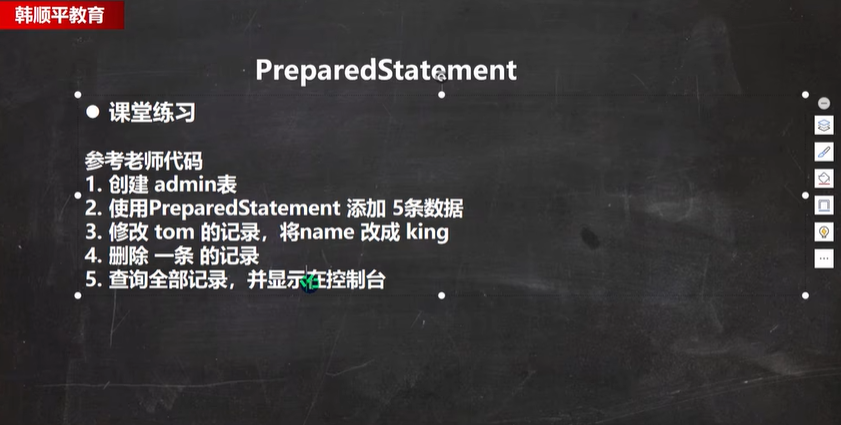 韩顺平教育
PreparedStatement
● 课堂练习
参考老师代码
1. 创建 admin表
2. 使用PreparedStatement 添加 5条数据
3. 修改 tom 的记录，将name 改成 king
4. 删除 一条 的记录
5. 查询全部记录，并显示在控制台